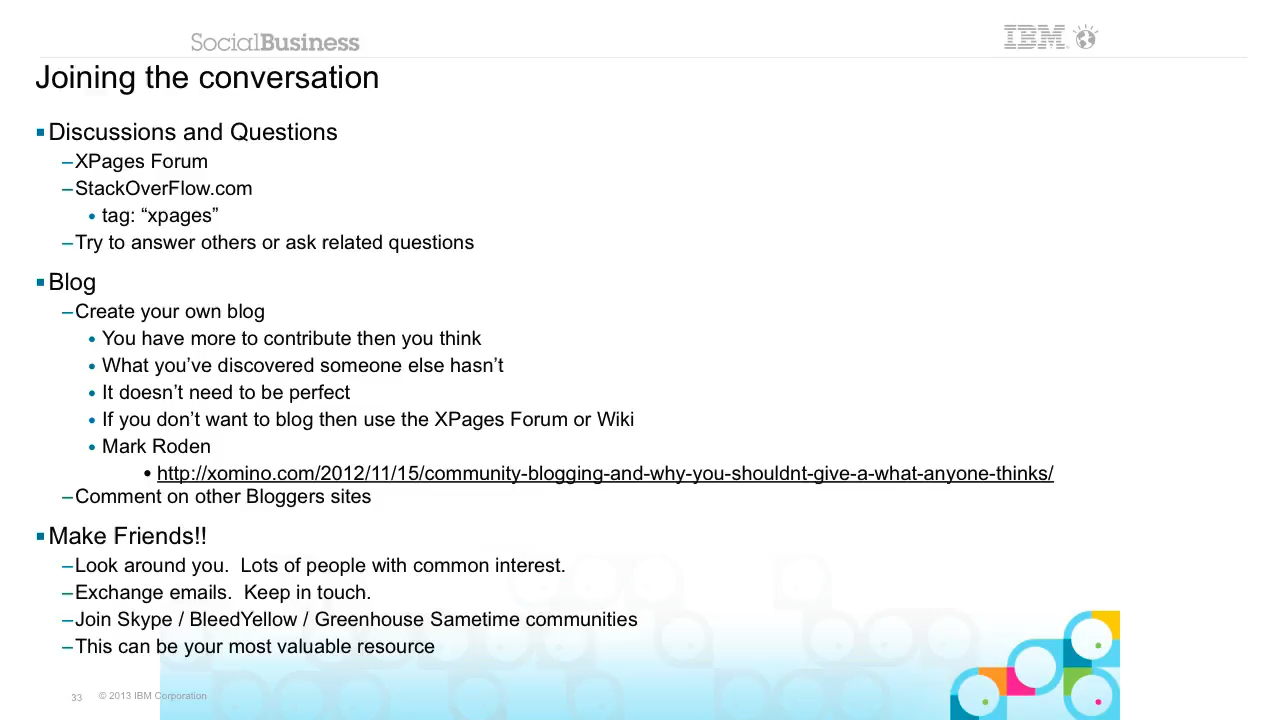 SocialBusiness
IBM
Joining the conversation
▪Discussions and Questions
–XPages Forum
–StackOverFlow.com
• tag: “xpages”
–Try to answer others or ask related questions
▪Blog
–Create your own blog
• You have more to contribute then you think
• What you’ve discovered someone else hasn’t
• It doesn’t need to be perfect
• If you don’t want to blog then use the XPages Forum or Wiki
• Mark Roden
• http://xomino.com/2012/11/15/community-blogging-and-why-you-shouldnt-give-a-what-anyone-thinks/
–Comment on other Bloggers sites
▪Make Friends!!
–Look around you.  Lots of people with common interest.
–Exchange emails.  Keep in touch.
–Join Skype / BleedYellow / Greenhouse Sametime communities
–This can be your most valuable resource
33 © 2013 IBM Corporation